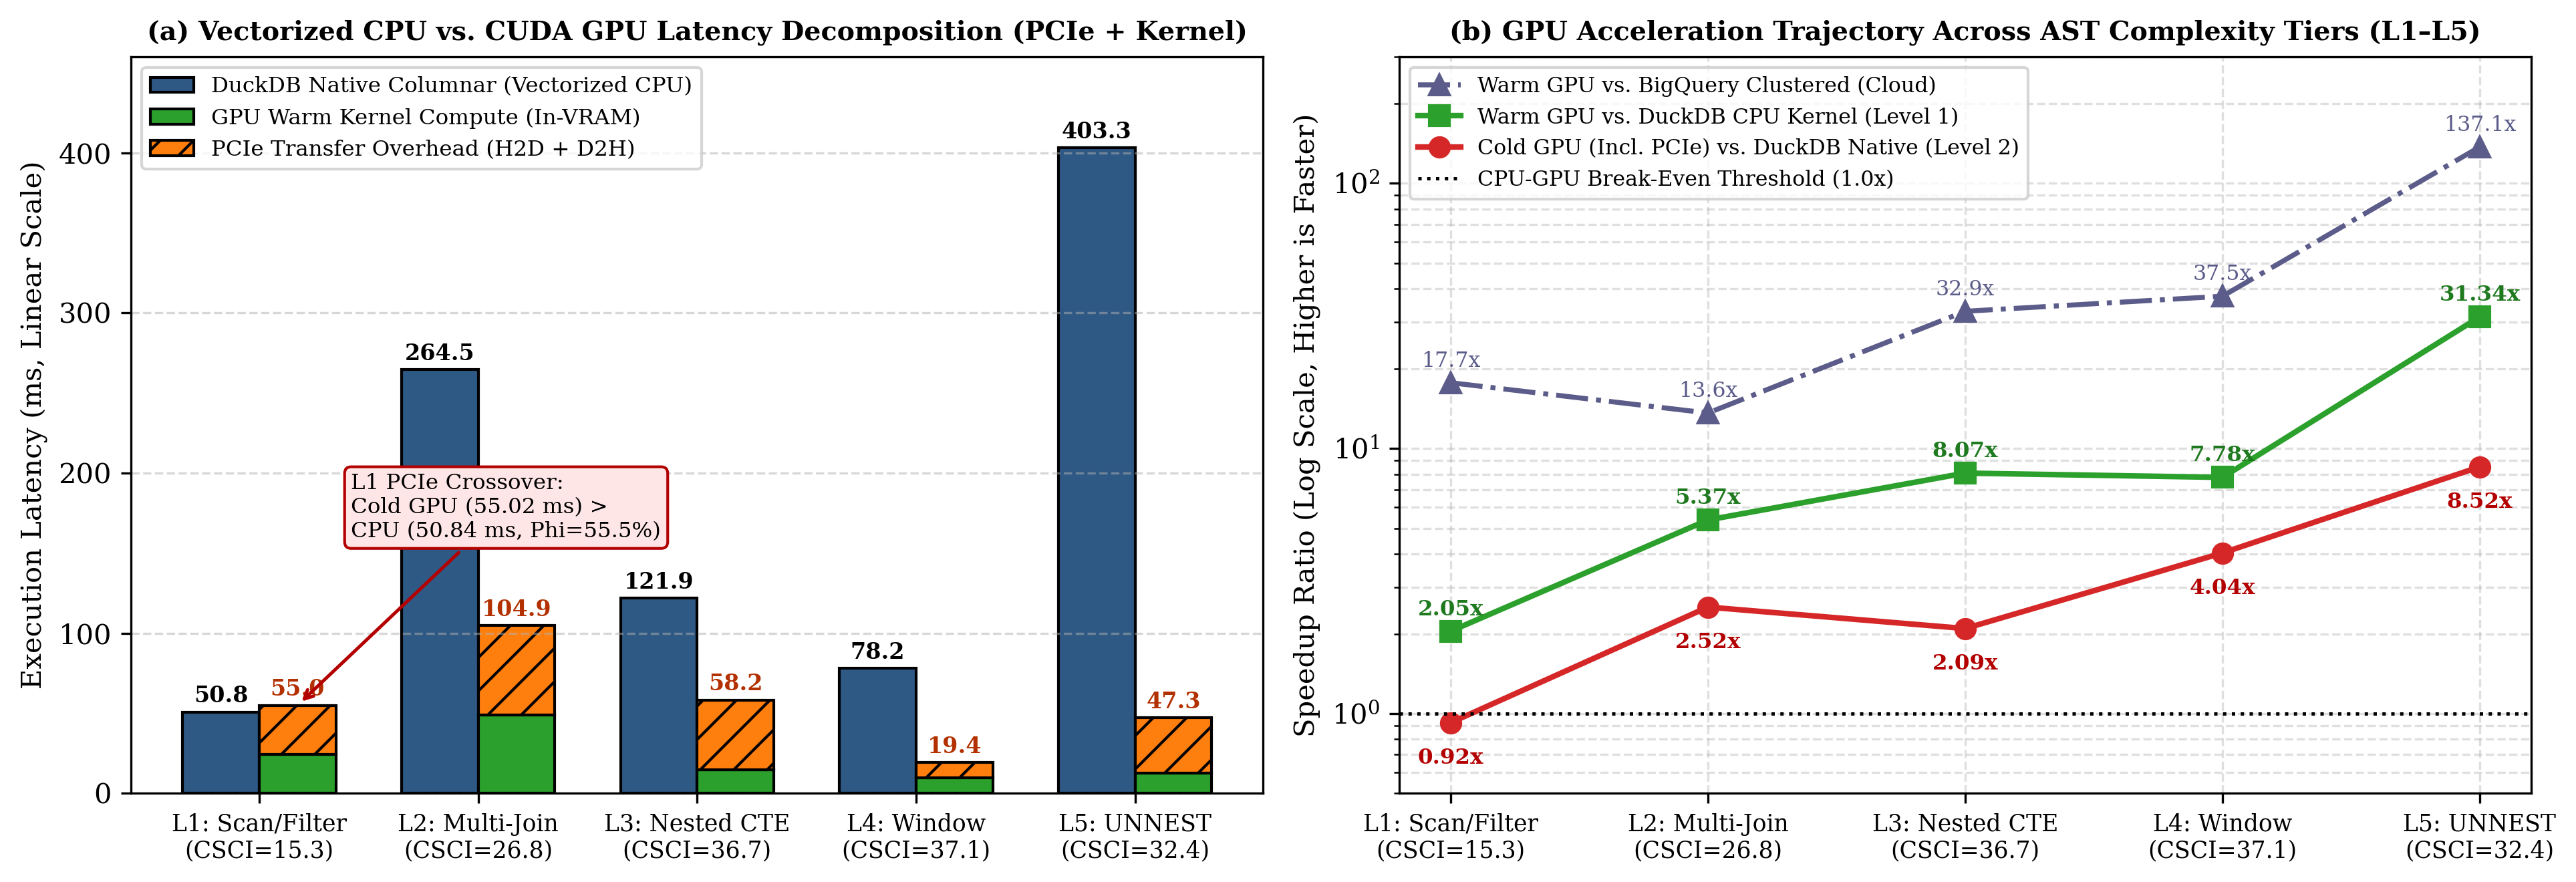 (a) Vectorized CPU vs. CUDA GPU Latency Decomposition (PCIe + Kernel)
Execution Latency (ms, Linear Scale)
400
300
200
100
0
DuckDB Native Columnar (Vectorized CPU)
GPU Warm Kernel Compute (In-VRAM)
PCIe Transfer Overhead (H2D + D2H)
403.3
264.5
L1 PCIe Crossover:
Cold GPU (55.02 ms) >
CPU (50.84 ms, Phi=55.5%)
121.9
104.9
78.2
50.8
55.0
58.2
19.4
47.3
L1: Scan/Filter
(CSCI=15.3)
L2: Multi-Join
(CSCI=26.8)
L3: Nested CTE
(CSCI=36.7)
L4: Window
(CSCI=37.1)
L5: UNNEST
(CSCI=32.4)
(b) GPU Acceleration Trajectory Across AST Complexity Tiers (L1–L5)
Speedup Ratio (Log Scale, Higher is Faster)
10²
10¹
10⁰
Warm GPU vs. BigQuery Clustered (Cloud)
Warm GPU vs. DuckDB CPU Kernel (Level 1)
Cold GPU (Incl. PCIe) vs. DuckDB Native (Level 2)
CPU-GPU Break-Even Threshold (1.0x)
17.7x
13.6x
32.9x
37.5x
137.1x
2.05x
5.37x
8.07x
7.78x
31.34x
0.92x
2.52x
2.09x
4.04x
8.52x
L1: Scan/Filter
(CSCI=15.3)
L2: Multi-Join
(CSCI=26.8)
L3: Nested CTE
(CSCI=36.7)
L4: Window
(CSCI=37.1)
L5: UNNEST
(CSCI=32.4)